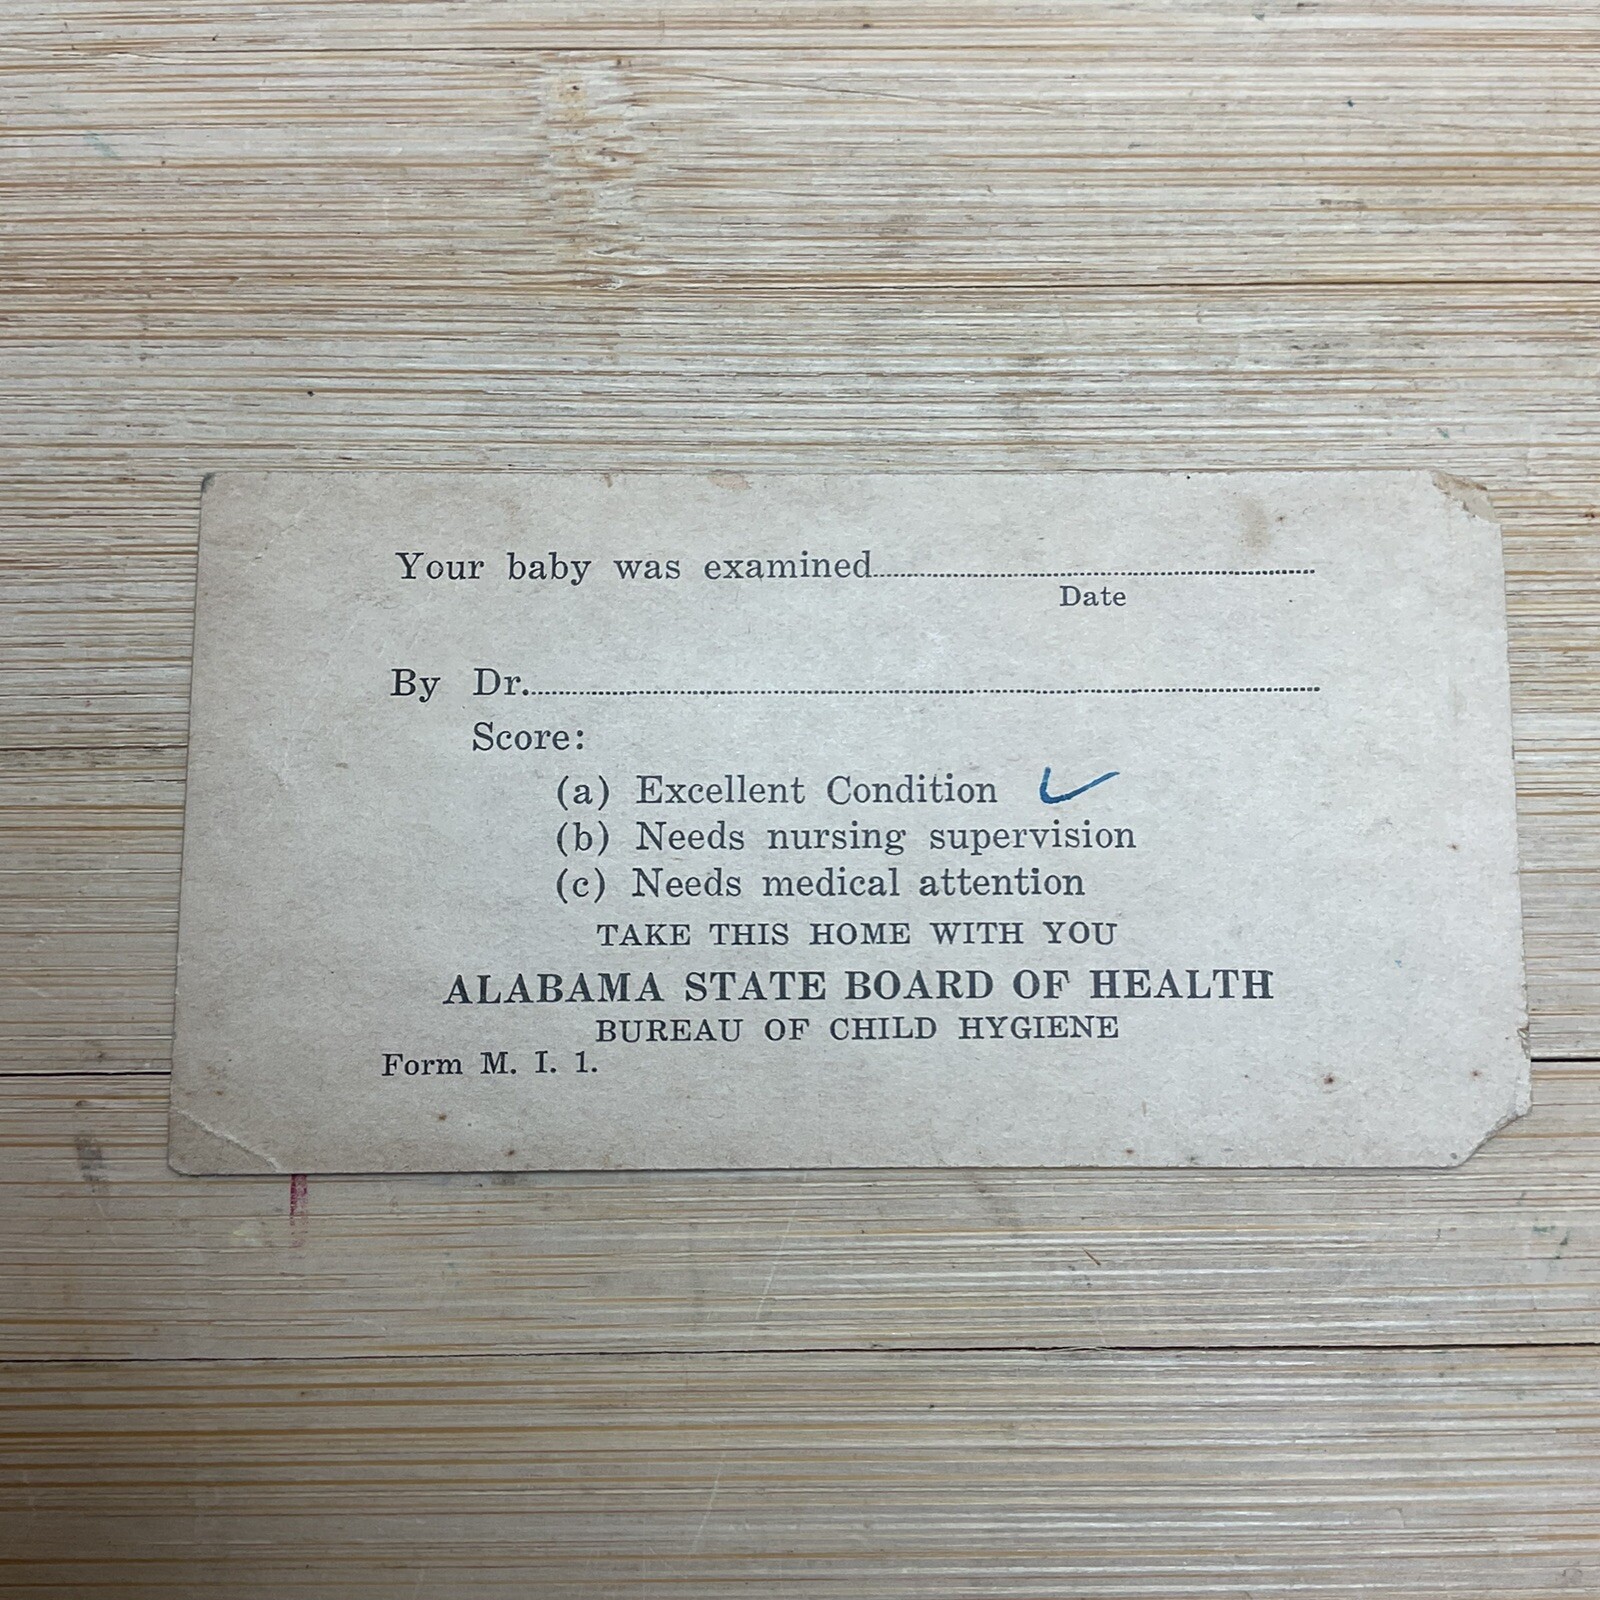 Your baby was examined
Date
By Dr.
Score:
(a) Excellent Condition ✓
(b) Needs nursing supervision
(c) Needs medical attention
TAKE THIS HOME WITH YOU
ALABAMA STATE BOARD OF HEALTH
BUREAU OF CHILD HYGIENE
Form M. I. 1.